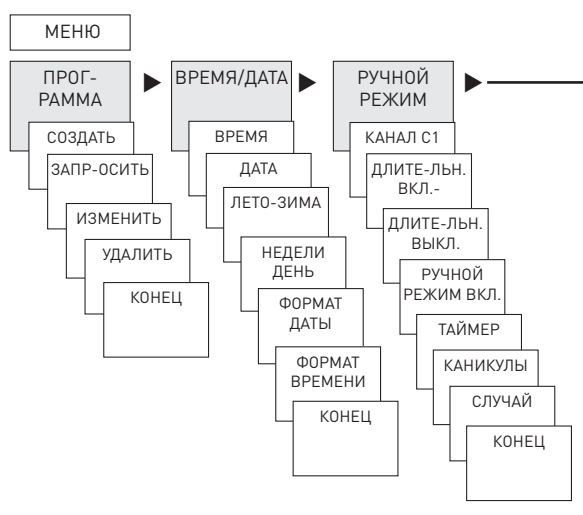 МЕНЮ
ПРОГ-
РАММА
СОЗДАТЬ
ЗАПР-ОСИТЬ
ИЗМЕНИТЬ
УДАЛИТЬ
КОНЕЦ
ВРЕМЯ/ДАТА
ВРЕМЯ
ДАТА
ЛЕТО-ЗИМА
НЕДЕЛИ
ДЕНЬ
ФОРМАТ
ДАТЫ
ФОРМАТ
ВРЕМЕНИ
КОНЕЦ
РУЧНОЙ
РЕЖИМ
КАНАЛ C1
ДЛИТЕ-ЛЬН.
ВКЛ.-
ДЛИТЕ-ЛЬН.
ВЫКЛ.
РУЧНОЙ
РЕЖИМ ВКЛ.
ТАЙМЕР
КАНИКУЛЫ
СЛУЧАЙ
КОНЕЦ